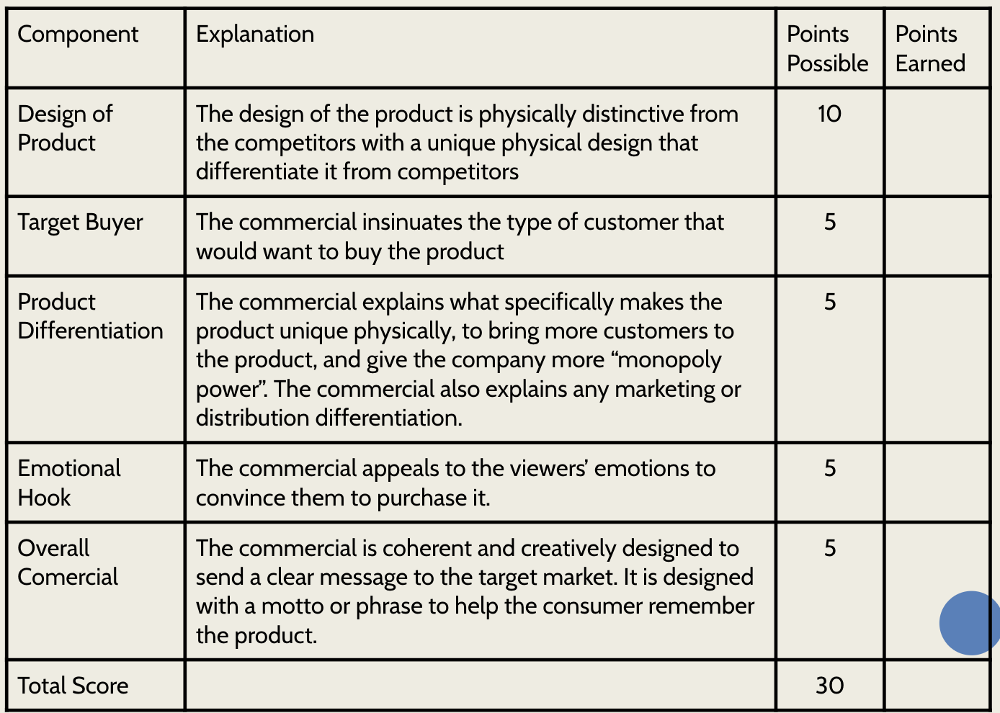 Component
Explanation
Points
Possible
Points
Earned
Design of
Product
The design of the product is physically distinctive from
the competitors with a unique physical design that
differentiate it from competitors
10
Target Buyer
The commercial insinuates the type of customer that
would want to buy the product
5
Product
Differentiation
The commercial explains what specifically makes the
product unique physically, to bring more customers to
the product, and give the company more “monopoly
power”. The commercial also explains any marketing or
distribution differentiation.
5
Emotional
Hook
The commercial appeals to the viewers’ emotions to
convince them to purchase it.
5
Overall
Comercial
The commercial is coherent and creatively designed to
send a clear message to the target market. It is designed
with a motto or phrase to help the consumer remember
the product.
5
Total Score
30